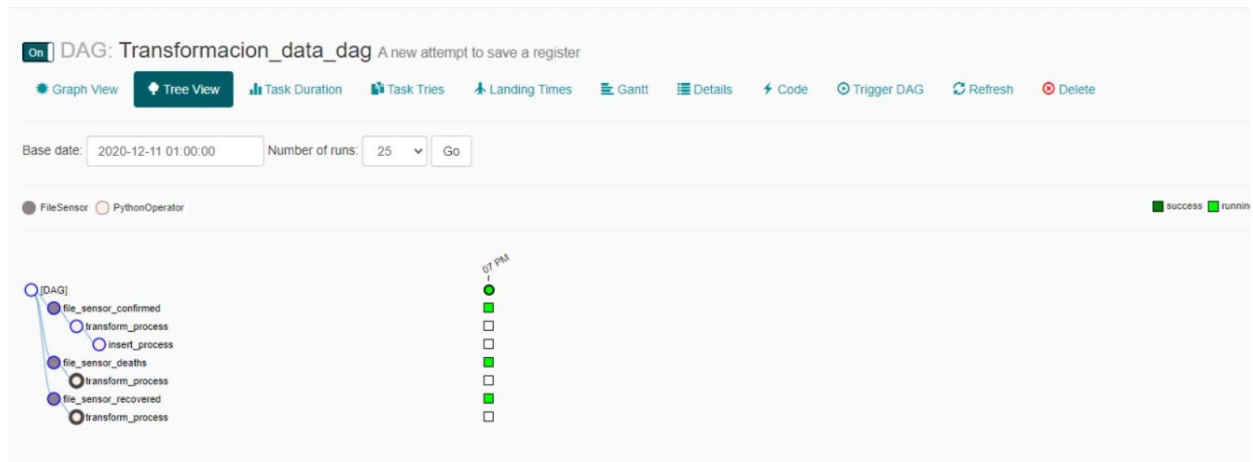 On DAG: Transformacion_data_dag A new attempt to save a register
Graph View Tree View Task Duration Task Tries Landing Times Gantt Details Code Trigger DAG Refresh Delete
Base date: 2020-12-11 01:00:00 Number of runs: 25 Go
FileSensor PythonOperator success runnin
07 PM
[DAG]
file_sensor_confirmed
transform_process
insert_process
file_sensor_deaths
transform_process
file_sensor_recovered
transform_process